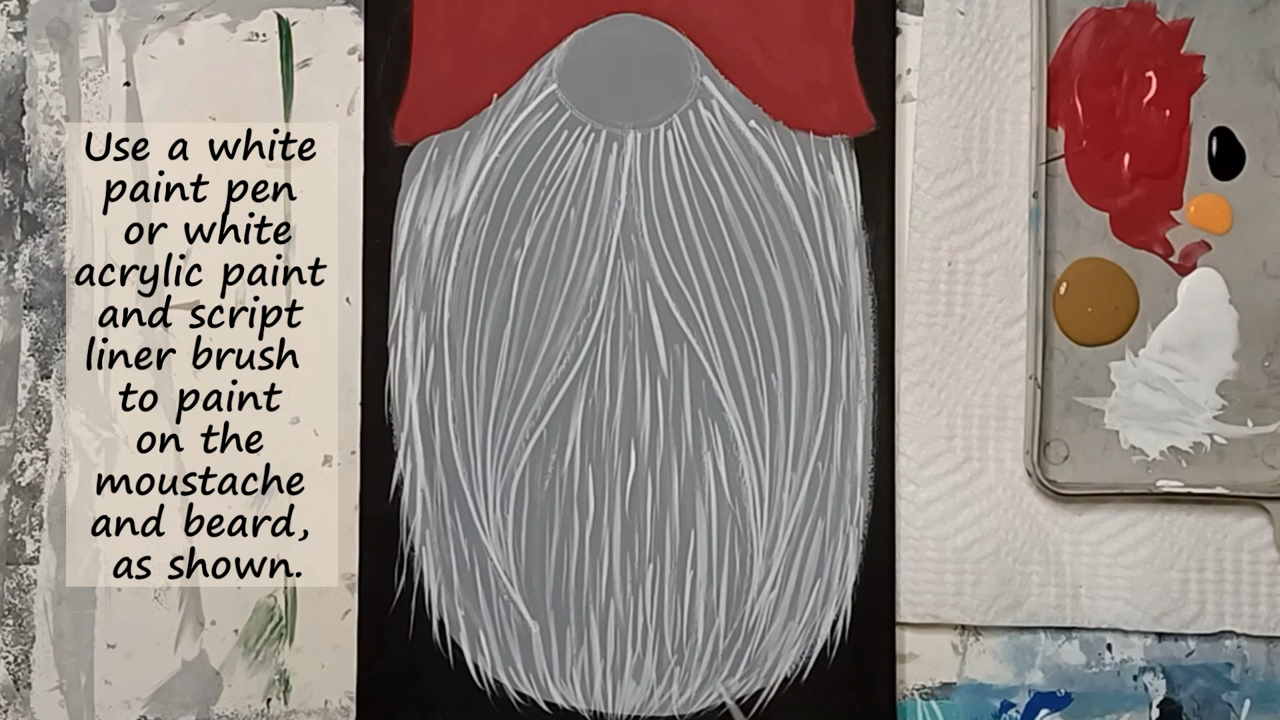 Use a white
paint pen
or white
acrylic paint
and script
liner brush
to paint
on the
moustache
and beard,
as shown.